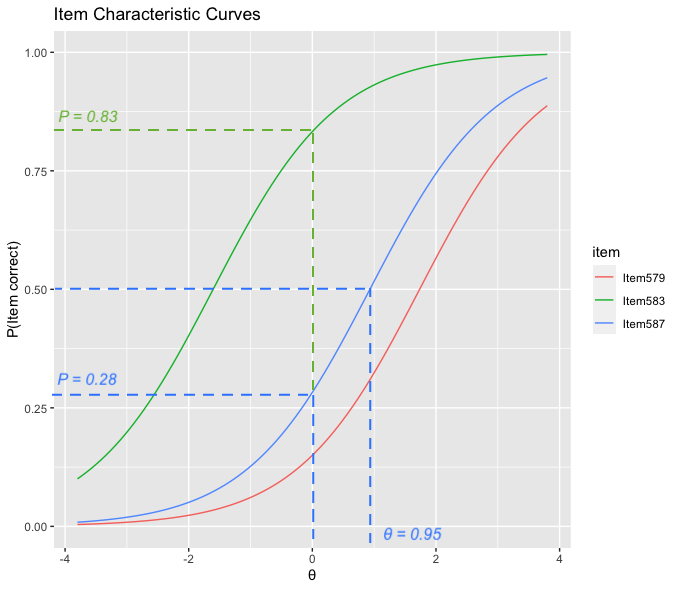 Item Characteristic Curves
P(Item correct)
1.00
0.75
0.50
0.25
0.00
P = 0.83
P = 0.28
θ = 0.95
-4 -2 0 2 4
θ
item
Item579
Item583
Item587